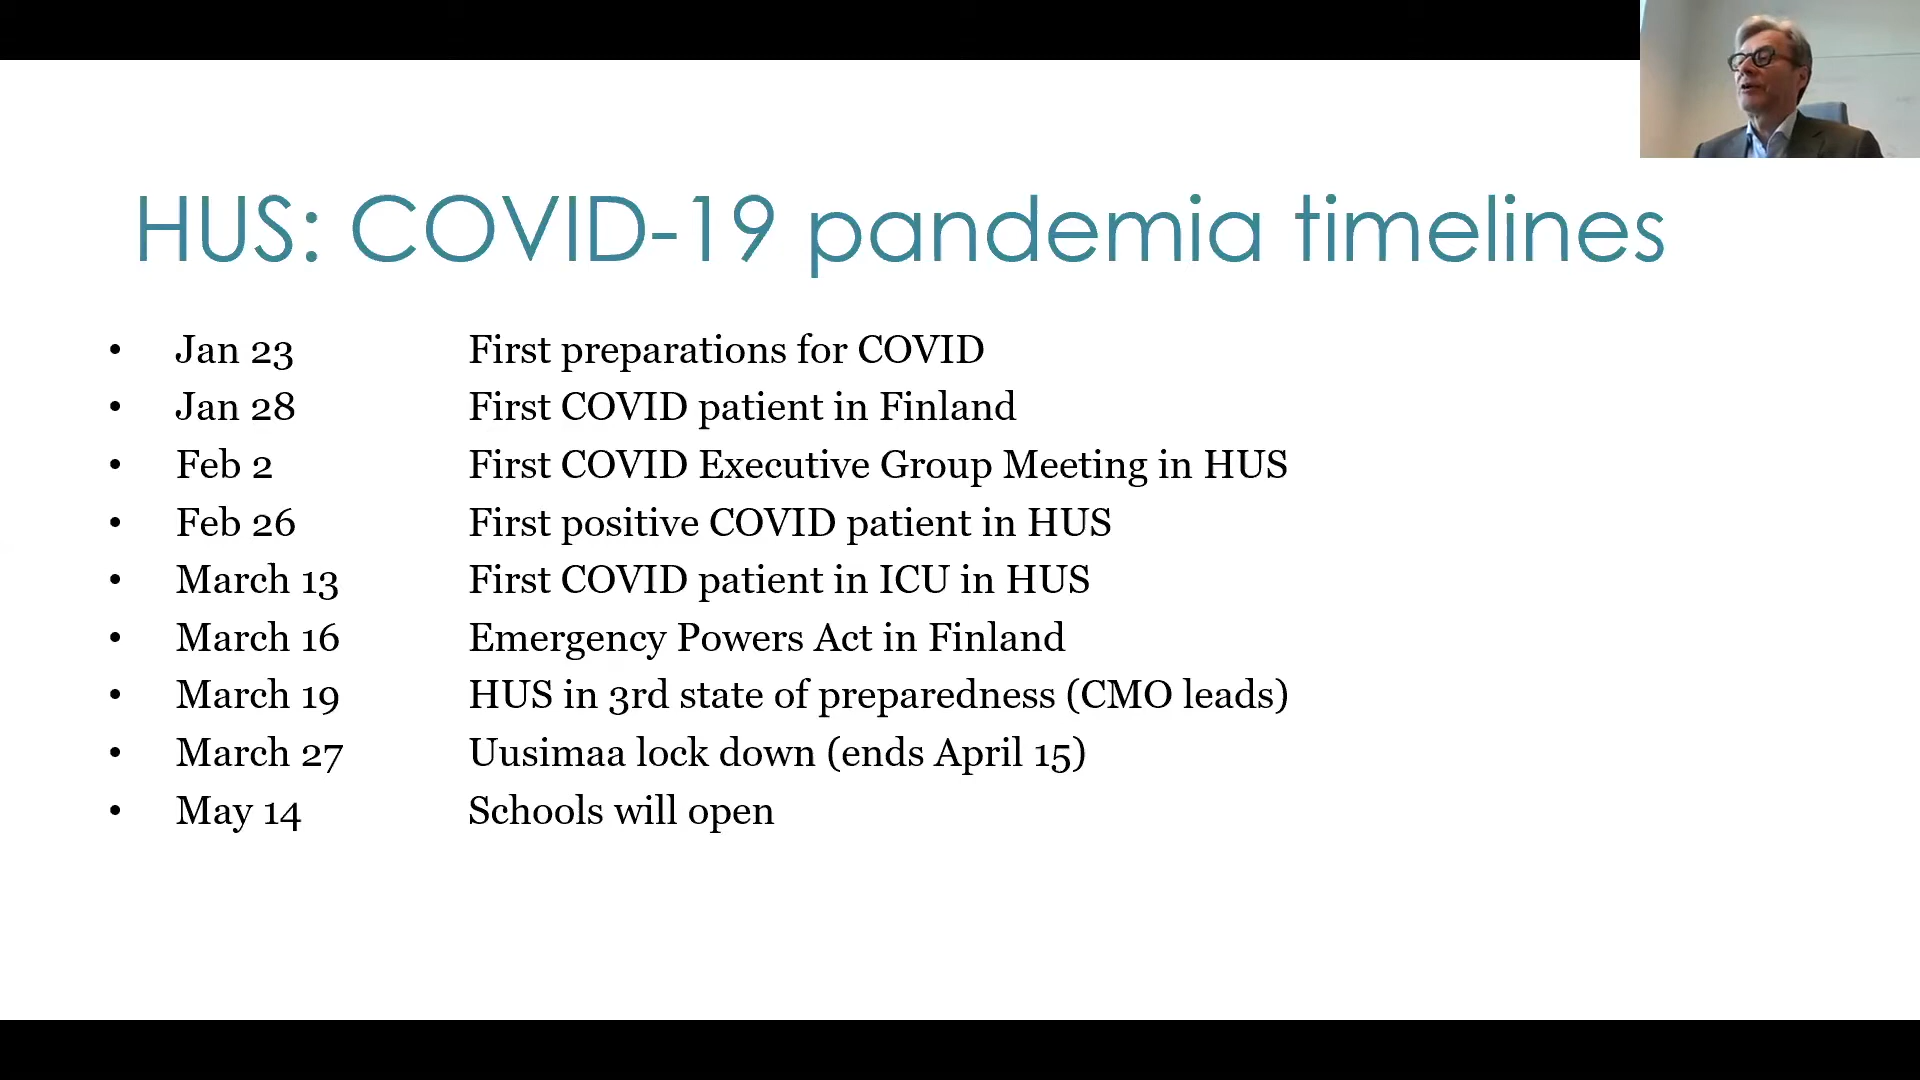 HUS: COVID-19 pandemia timelines
• Jan 23 First preparations for COVID
• Jan 28 First COVID patient in Finland
• Feb 2 First COVID Executive Group Meeting in HUS
• Feb 26 First positive COVID patient in HUS
• March 13 First COVID patient in ICU in HUS
• March 16 Emergency Powers Act in Finland
• March 19 HUS in 3rd state of preparedness (CMO leads)
• March 27 Uusimaa lock down (ends April 15)
• May 14 Schools will open